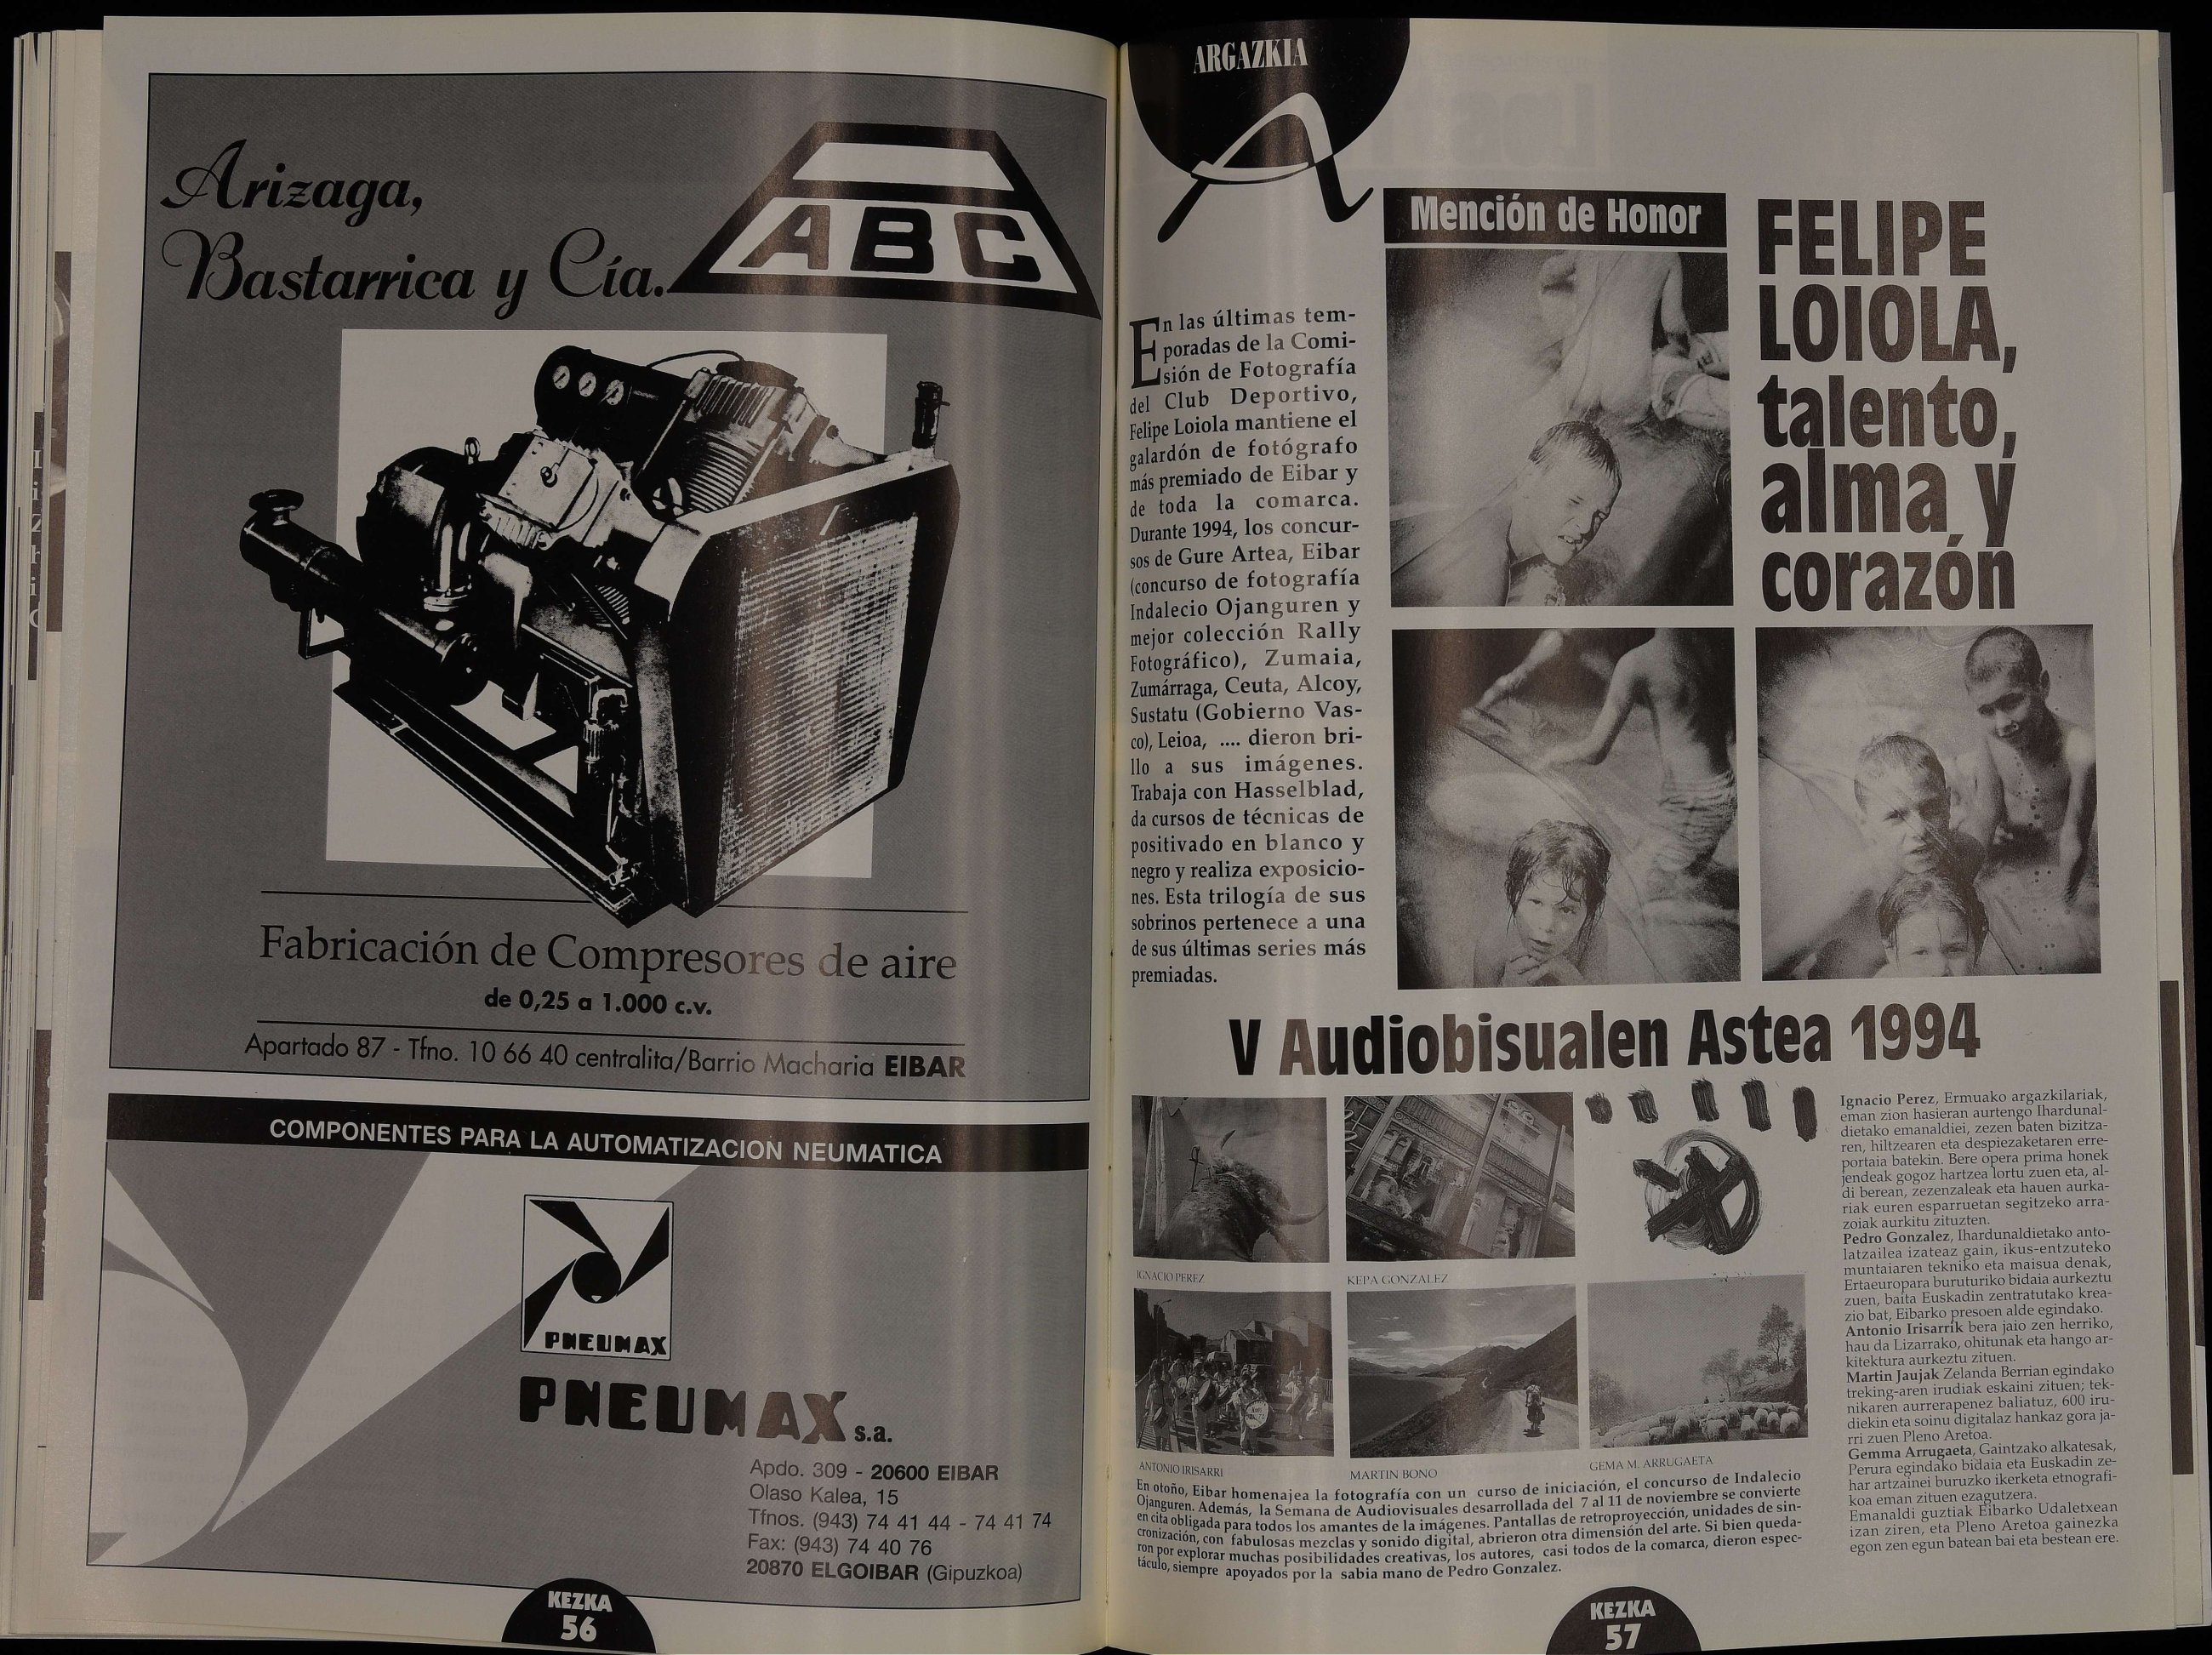 Arizaga,
Bastarrica y Cía.
ABC
Fabricación de Compresores de aire
de 0,25 a 1.000 c.v.
Apartado 87 - Tfno. 10 66 40 centralita/Barrio Macharia EIBAR
COMPONENTES PARA LA AUTOMATIZACION NEUMATICA
PNEUMAX
PNEUMAX s.a.
Apdo. 309 - 20600 EIBAR
Olaso Kalea, 15
Tfnos. (943) 74 41 44 - 74 41 74
Fax: (943) 74 40 76
20870 ELGOIBAR (Gipuzkoa)
KEZKA
56
ARGAZKIA
A
Mención de Honor
FELIPE
LOIOLA,
talento,
alma y
corazón
En las últimas tem-
poradas de la Comi-
sión de Fotografía
del Club Deportivo,
Felipe Loiola mantiene el
galardón de fotógrafo
más premiado de Eibar y
de toda la comarca.
Durante 1994, los concur-
sos de Gure Artea, Eibar
(concurso de fotografía
Indalecio Ojanguren y
mejor colección Rally
Fotográfico), Zumaia,
Zumárraga, Ceuta, Alcoy,
Sustatu (Gobierno Vas-
co), Leioa, .... dieron bri-
llo a sus imágenes.
Trabaja con Hasselblad,
da cursos de técnicas de
positivado en blanco y
negro y realiza exposicio-
nes. Esta trilogía de sus
sobrinos pertenece a una
de sus últimas series más
premiadas.
V Audiobisualen Astea 1994
IGNACIO PEREZ
KEPA GONZALEZ
ANTONIO IRISARRI
MARTIN BONO
GEMA M. ARRUGAETA
En otoño, Eibar homenajea la fotografía con un curso de iniciación, el concurso de Indalecio
Ojanguren. Además, la Semana de Audiovisuales desarrollada del 7 al 11 de noviembre se convierte
en cita obligada para todos los amantes de la imágenes. Pantallas de retroproyección, unidades de sin-
cronización, con fabulosas mezclas y sonido digital, abrieron otra dimensión del arte. Si bien queda-
ron por explorar muchas posibilidades creativas, los autores, casi todos de la comarca, dieron espec-
táculo, siempre apoyados por la sabia mano de Pedro Gonzalez.
Ignacio Perez, Ermuako argazkilariak,
eman zion hasieran aurtengo Ihardunal-
dietako emanaldiei, zezen baten bizitza-
ren, hiltzearen eta despiezaketaren erre-
portaia batekin. Bere opera prima honek
jendeak gogoz hartzea lortu zuen eta, al-
di berean, zezenzaleak eta hauen aurka-
riak euren esparruetan segitzeko arra-
zoiak aurkitu zituzten.
Pedro Gonzalez, Ihardunaldietako anto-
latzailea izateaz gain, ikus-entzuteko
muntaiaren tekniko eta maisua denak,
Ertaeuropara buruturiko bidaia aurkeztu
zuen, baita Euskadin zentratutako krea-
zio bat, Eibarko presoen alde egindako.
Antonio Irisarrik bera jaio zen herriko,
hau da Lizarrako, ohitunak eta hango ar-
kitektura aurkeztu zituen.
Martin Jaujak Zelanda Berrian egindako
treking-aren irudiak eskaini zituen; tek-
nikaren aurrerapenez baliatuz, 600 iru-
diekin eta soinu digitalaz hankaz gora ja-
rri zuen Pleno Aretoa.
Gemma Arrugaeta, Gaintzako alkatesak,
Perura egindako bidaia eta Euskadin ze-
har artzainei buruzko ikerketa etnografi-
koa eman zituen ezagutzera.
Emanaldi guztiak Eibarko Udaletxean
izan ziren, eta Pleno Aretoa gainezka
egon zen egun batean bai eta bestean ere.
KEZKA
57